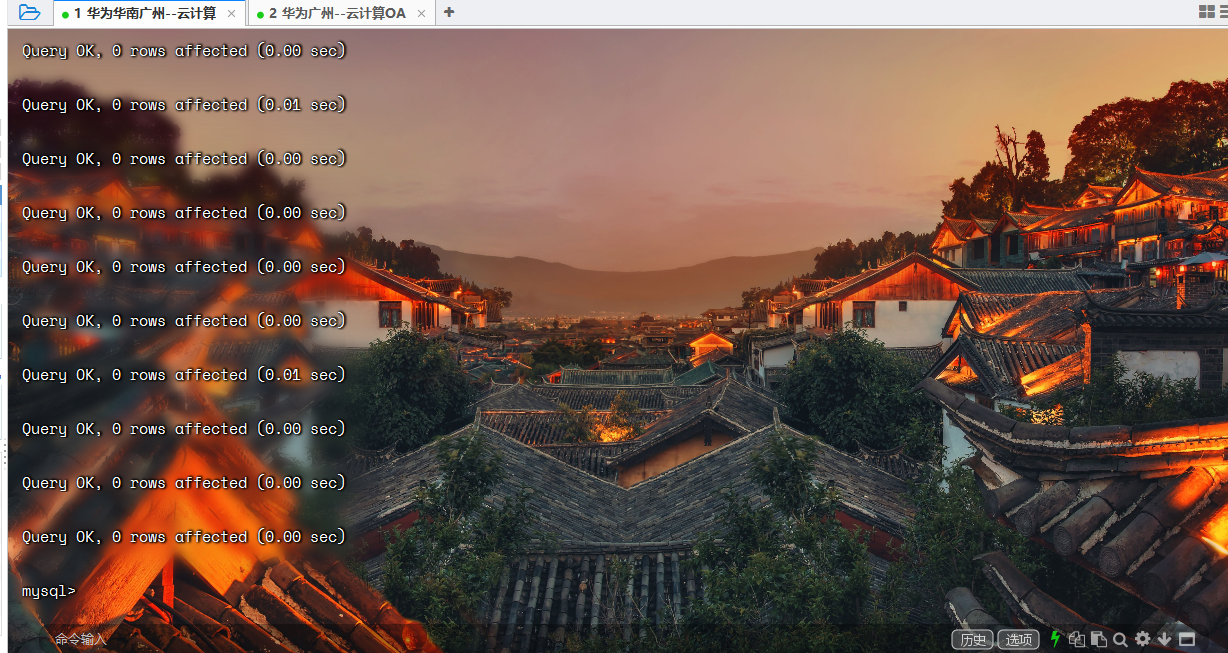 1 华为华南广州--云计算 × 2 华为广州--云计算OA × +
Query OK, 0 rows affected (0.00 sec)
Query OK, 0 rows affected (0.01 sec)
Query OK, 0 rows affected (0.00 sec)
Query OK, 0 rows affected (0.00 sec)
Query OK, 0 rows affected (0.00 sec)
Query OK, 0 rows affected (0.00 sec)
Query OK, 0 rows affected (0.01 sec)
Query OK, 0 rows affected (0.00 sec)
Query OK, 0 rows affected (0.00 sec)
Query OK, 0 rows affected (0.00 sec)
mysql>
命令输入 历史 选项